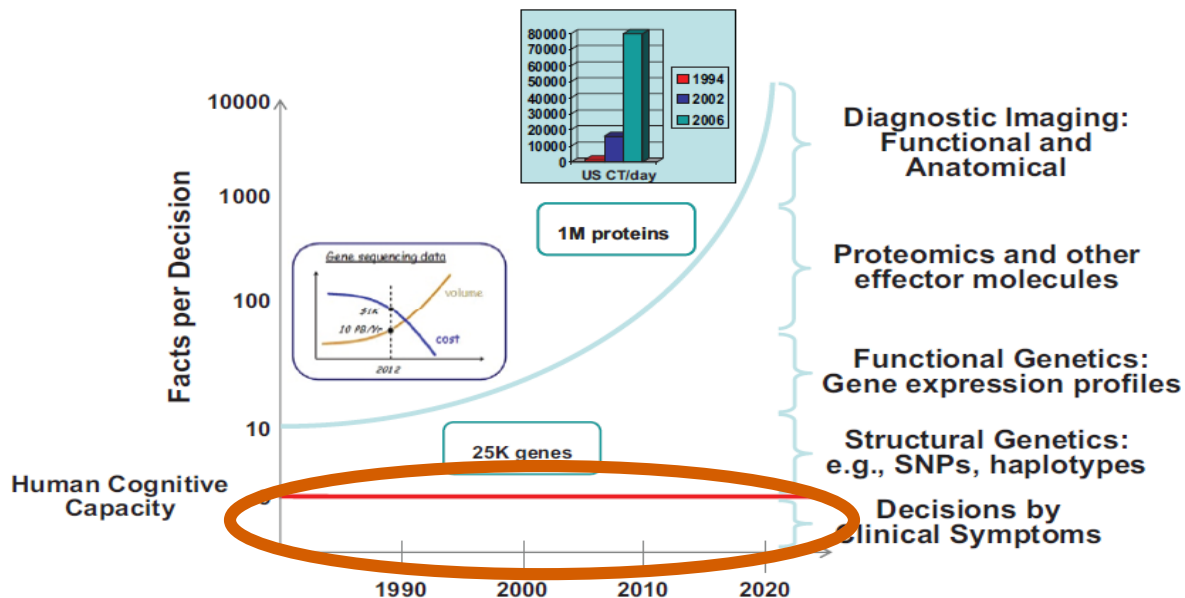 80000
70000
60000
50000
40000
30000
20000
10000
0
1994
2002
2006
US CT/day
10000
1000
100
10
Facts per Decision
Human Cognitive
Capacity
Gene sequencing data
volume
$1K
10 PB/Yr
cost
2012
1M proteins
25K genes
Diagnostic Imaging:
Functional and
Anatomical
Proteomics and other
effector molecules
Functional Genetics:
Gene expression profiles
Structural Genetics:
e.g., SNPs, haplotypes
Decisions by
Clinical Symptoms
1990
2000
2010
2020